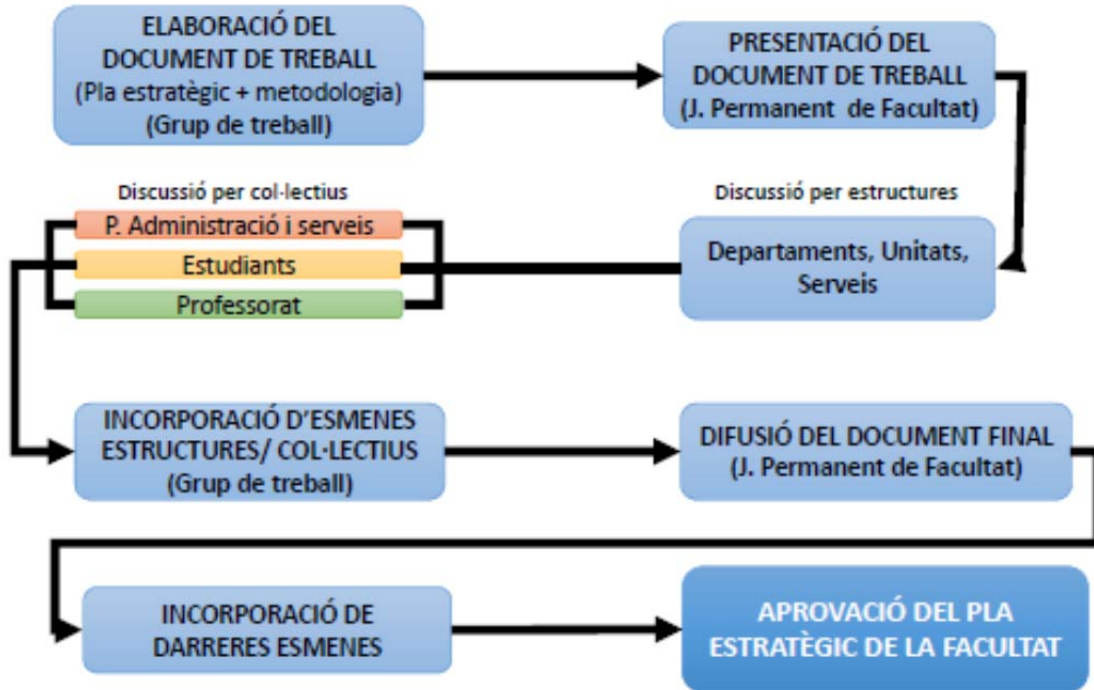 ELABORACIÓ DEL
DOCUMENT DE TREBALL
(Pla estratègic + metodologia)
(Grup de treball)
PRESENTACIÓ DEL
DOCUMENT DE TREBALL
(J. Permanent de Facultat)
Discussió per col·lectius
P. Administració i serveis
Estudiants
Professorat
Discussió per estructures
Departaments, Unitats,
Serveis
INCORPORACIÓ D'ESMENES
ESTRUCTURES/ COL·LECTIUS
(Grup de treball)
DIFUSIÓ DEL DOCUMENT FINAL
(J. Permanent de Facultat)
INCORPORACIÓ DE
DARRERES ESMENES
APROVACIÓ DEL PLA
ESTRATÈGIC DE LA FACULTAT